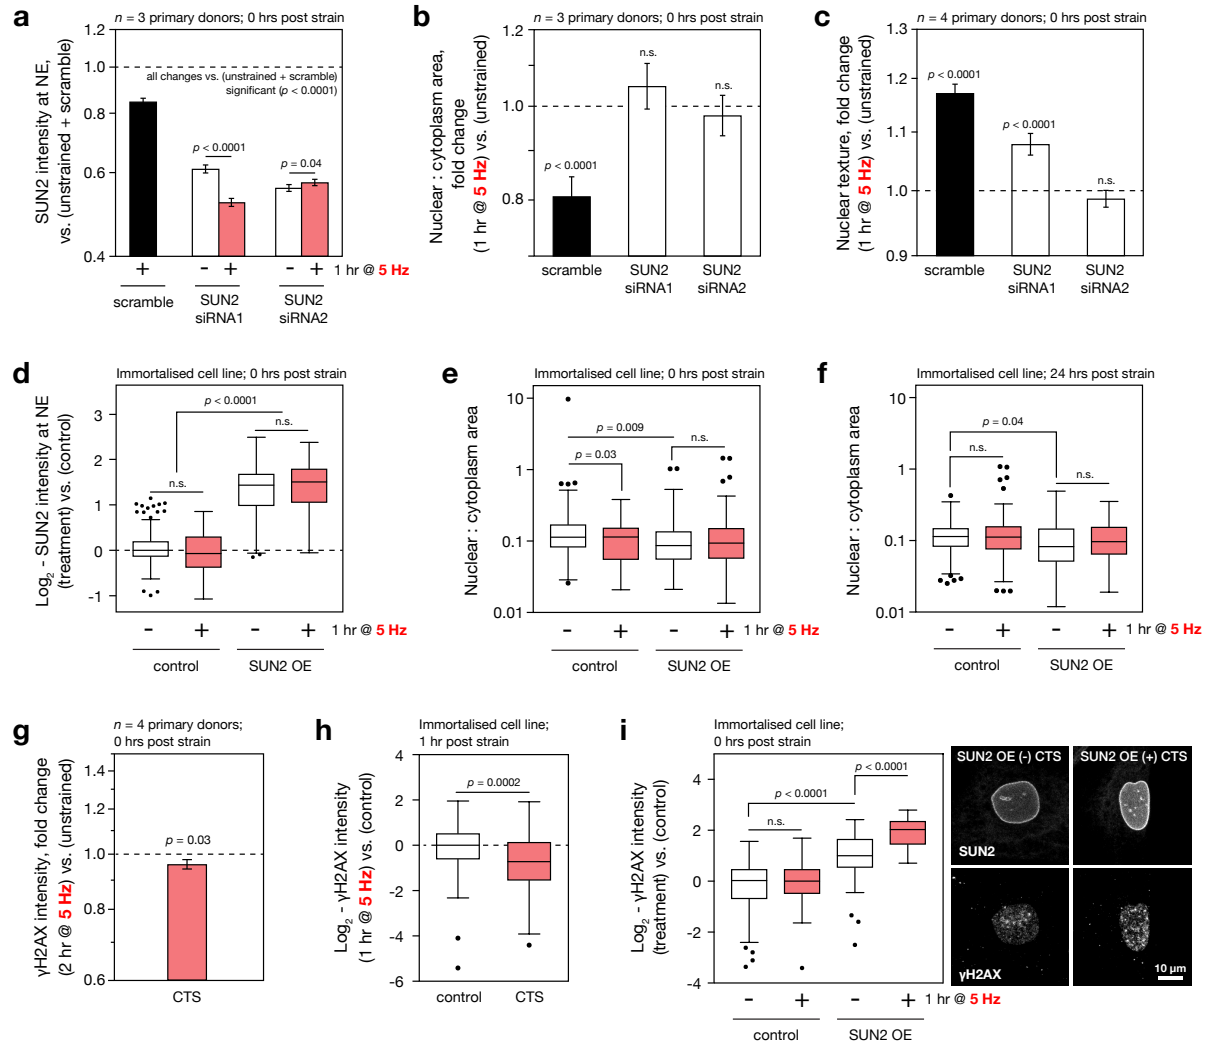 a
n = 3 primary donors; 0 hrs post strain
SUN2 intensity at NE,
vs. (unstrained + scramble)
1.2
1.0
0.8
0.6
0.4
all changes vs. (unstrained + scramble)
significant (p < 0.0001)
p < 0.0001
p = 0.04
+ - + - + 1 hr @ 5 Hz
scramble
SUN2
siRNA1
SUN2
siRNA2
b
n = 3 primary donors; 0 hrs post strain
Nuclear : cytoplasm area,
fold change
(1 hr @ 5 Hz) vs. (unstrained)
1.2
1.0
0.8
p < 0.0001
n.s.
n.s.
scramble
SUN2
siRNA1
SUN2
siRNA2
c
n = 4 primary donors; 0 hrs post strain
Nuclear texture, fold change
(1 hr @ 5 Hz) vs. (unstrained)
1.3
1.2
1.1
1.0
0.9
p < 0.0001
p < 0.0001
n.s.
scramble
SUN2
siRNA1
SUN2
siRNA2
d
Immortalised cell line; 0 hrs post strain
Log2 - SUN2 intensity at NE
(treatment) vs. (control)
3
2
1
0
-1
p < 0.0001
n.s.
n.s.
- + - + 1 hr @ 5 Hz
control
SUN2 OE
e
Immortalised cell line; 0 hrs post strain
Nuclear : cytoplasm area
10
1
0.1
0.01
p = 0.009
p = 0.03
n.s.
- + - + 1 hr @ 5 Hz
control
SUN2 OE
f
Immortalised cell line; 24 hrs post strain
Nuclear : cytoplasm area
10
1
0.1
0.01
p = 0.04
n.s.
n.s.
- + - + 1 hr @ 5 Hz
control
SUN2 OE
g
n = 4 primary donors;
0 hrs post strain
γH2AX intensity, fold change
(2 hr @ 5 Hz) vs. (unstrained)
1.4
1.2
1.0
0.8
0.6
p = 0.03
CTS
h
Immortalised cell line;
1 hr post strain
Log2 - γH2AX intensity
(1 hr @ 5 Hz) vs. (control)
4
2
0
-2
-4
-6
p = 0.0002
control
CTS
i
Immortalised cell line;
0 hrs post strain
Log2 - γH2AX intensity
(treatment) vs. (control)
4
2
0
-2
-4
p < 0.0001
p < 0.0001
n.s.
- + - + 1 hr @ 5 Hz
control
SUN2 OE
SUN2 OE (-) CTS
SUN2 OE (+) CTS
SUN2
γH2AX
10 μm